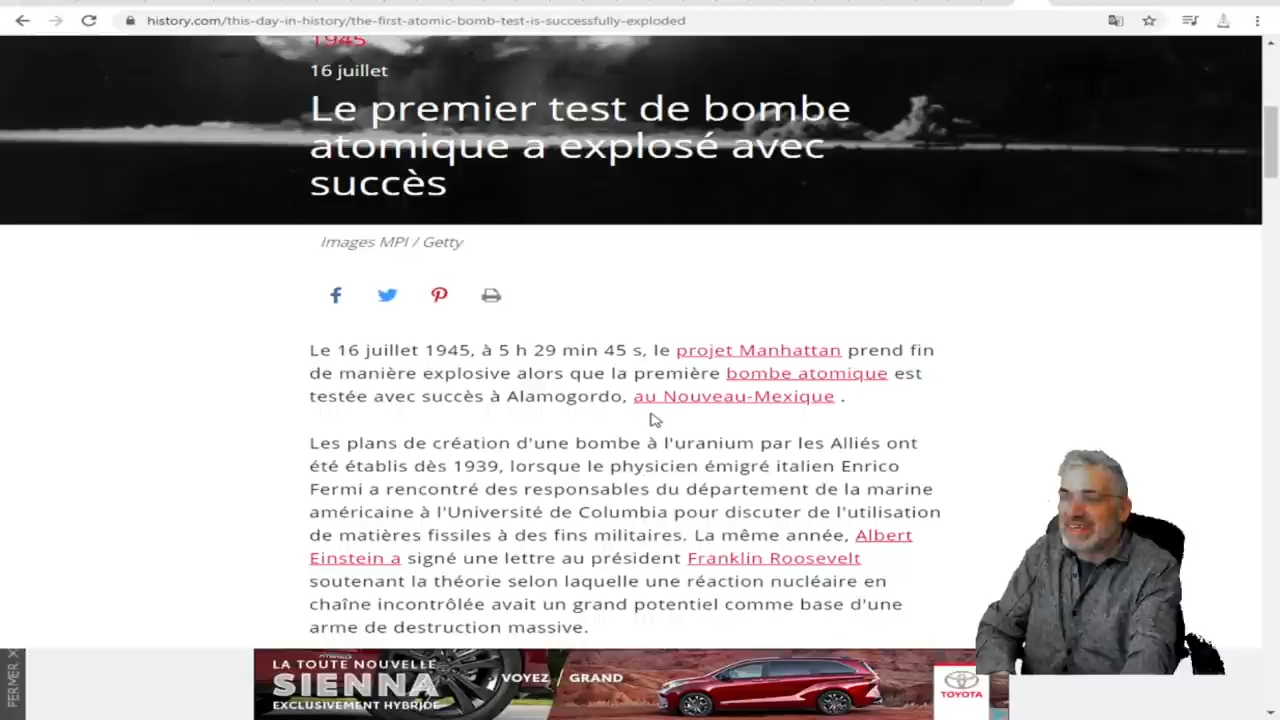 history.com/this-day-in-history/the-first-atomic-bomb-test-is-successfully-exploded
1945
16 juillet
Le premier test de bombe
atomique a explosé avec
succès
Images MPI / Getty
Le 16 juillet 1945, à 5 h 29 min 45 s, le projet Manhattan prend fin
de manière explosive alors que la première bombe atomique est
testée avec succès à Alamogordo, au Nouveau-Mexique .
Les plans de création d'une bombe à l'uranium par les Alliés ont
été établis dès 1939, lorsque le physicien émigré italien Enrico
Fermi a rencontré des responsables du département de la marine
américaine à l'Université de Columbia pour discuter de l'utilisation
de matières fissiles à des fins militaires. La même année, Albert
Einstein a signé une lettre au président Franklin Roosevelt
soutenant la théorie selon laquelle une réaction nucléaire en
chaîne incontrôlée avait un grand potentiel comme base d'une
arme de destruction massive.
FERMER X
LA TOUTE NOUVELLE
SIENNA
EXCLUSIVEMENT HYBRIDE
VOYEZ / GRAND
TOYOTA